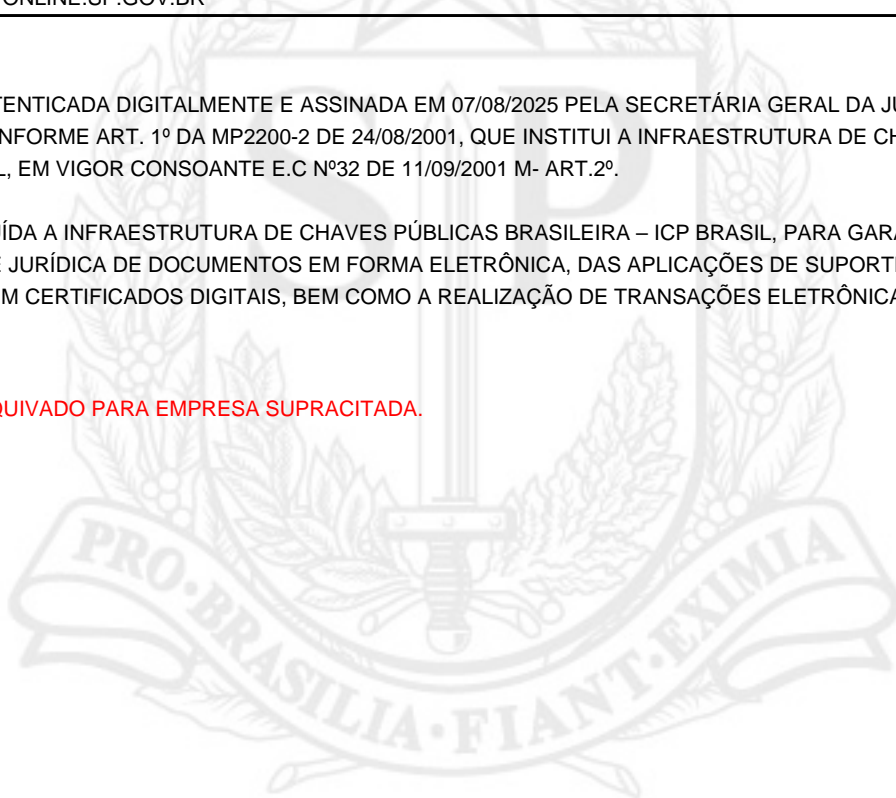 ONLINE.SP.GOV.BR
TENTICADA DIGITALMENTE E ASSINADA EM 07/08/2025 PELA SECRETÁRIA GERAL DA JU
NFORME ART. 1º DA MP2200-2 DE 24/08/2001, QUE INSTITUI A INFRAESTRUTURA DE CH
L, EM VIGOR CONSOANTE E.C Nº32 DE 11/09/2001 M- ART.2º.
ÍDA A INFRAESTRUTURA DE CHAVES PÚBLICAS BRASILEIRA – ICP BRASIL, PARA GARA
E JURÍDICA DE DOCUMENTOS EM FORMA ELETRÔNICA, DAS APLICAÇÕES DE SUPORTE
M CERTIFICADOS DIGITAIS, BEM COMO A REALIZAÇÃO DE TRANSAÇÕES ELETRÔNICA
QUIVADO PARA EMPRESA SUPRACITADA.
SP
PRO·BRASILIA·FIANT·EXIMIA